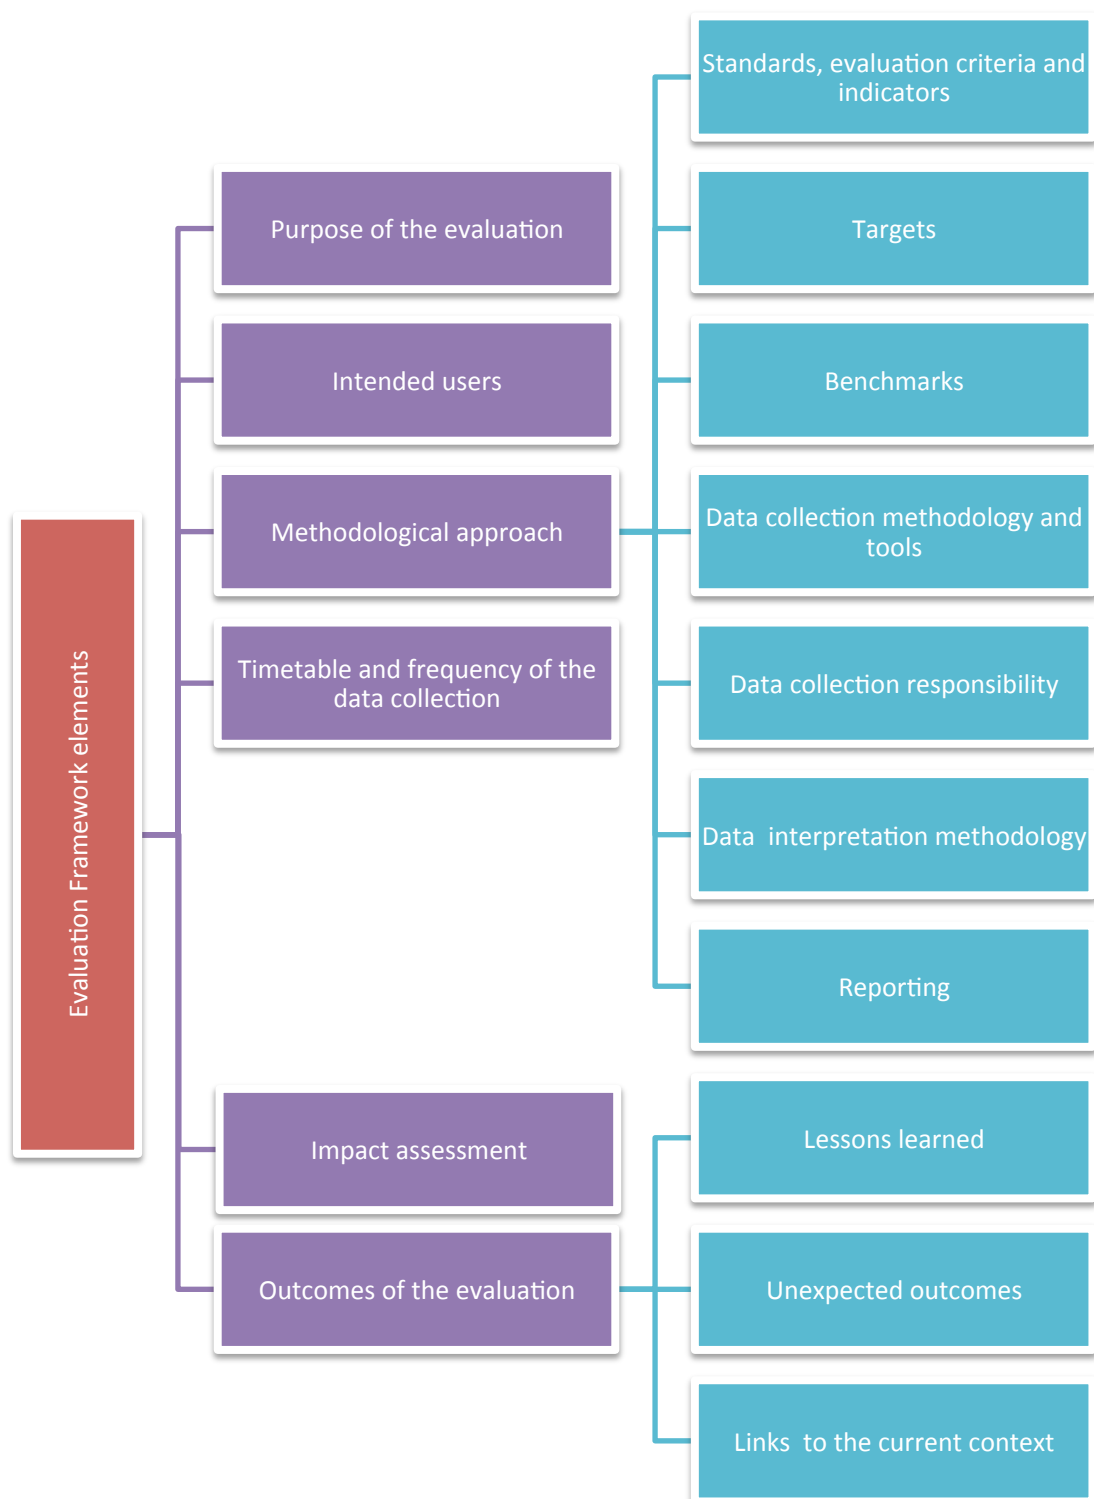 Evaluation Framework elements
Purpose of the evaluation
Intended users
Methodological approach
Timetable and frequency of the
data collection
Impact assessment
Outcomes of the evaluation
Standards, evaluation criteria and
indicators
Targets
Benchmarks
Data collection methodology and
tools
Data collection responsibility
Data  interpretation methodology
Reporting
Lessons learned
Unexpected outcomes
Links  to the current context